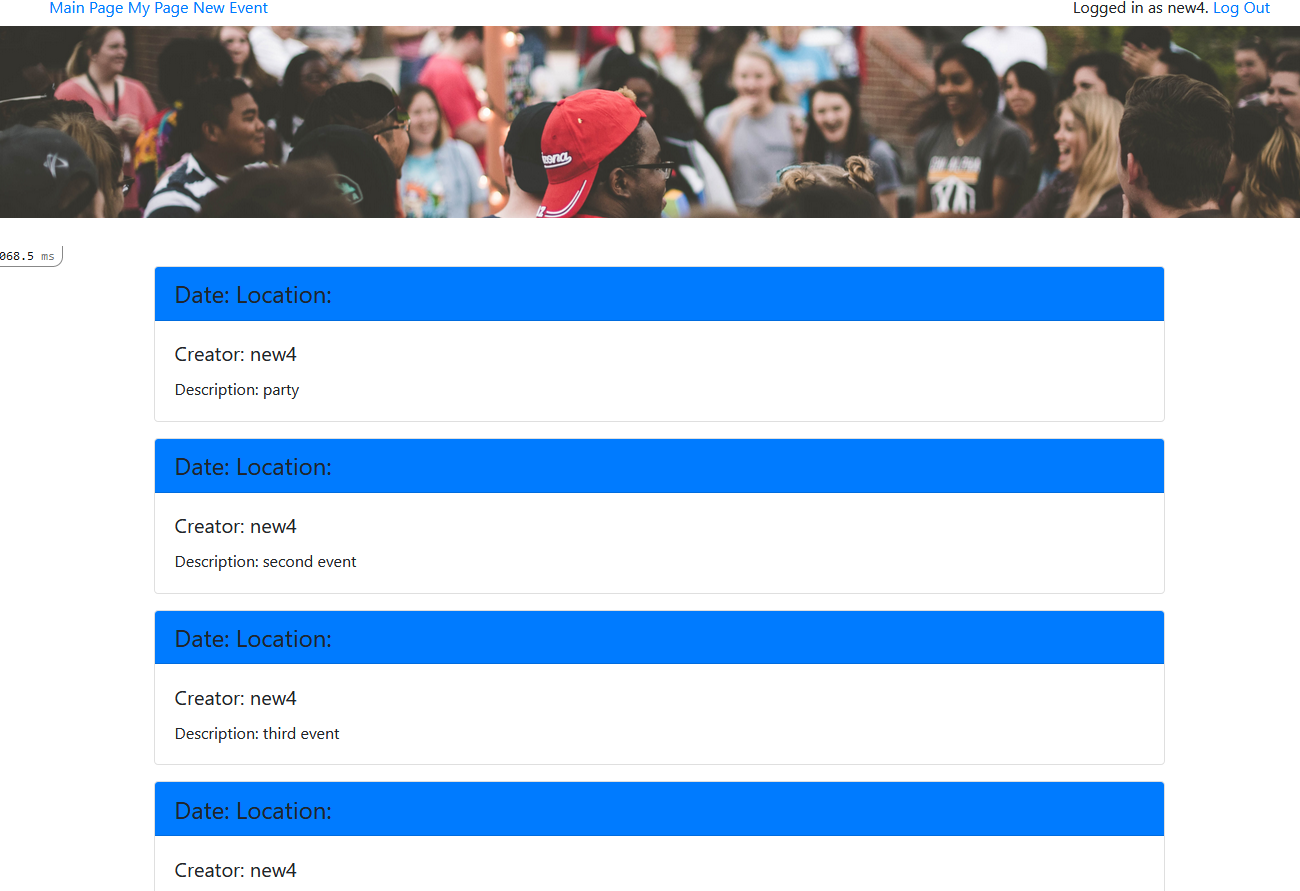 Main Page My Page New Event
Logged in as new4. Log Out
068.5 ms
Date: Location:
Creator: new4
Description: party
Date: Location:
Creator: new4
Description: second event
Date: Location:
Creator: new4
Description: third event
Date: Location:
Creator: new4